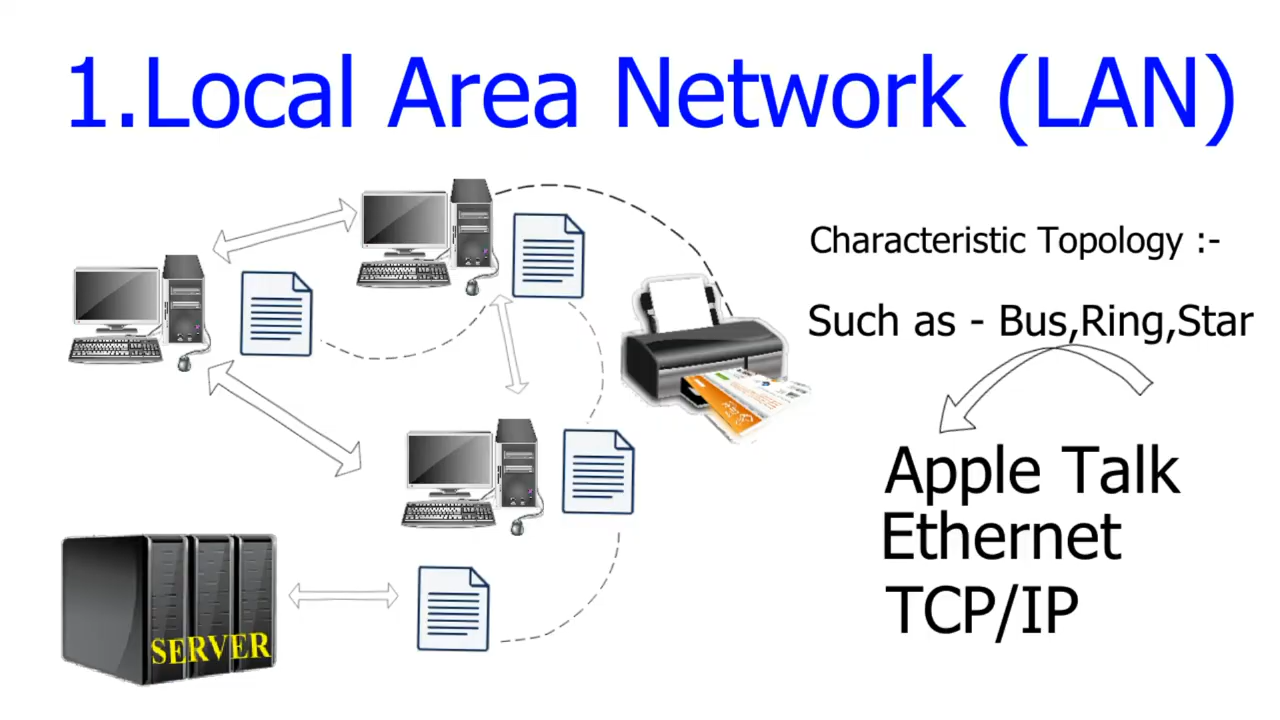 1.Local Area Network (LAN)
Characteristic Topology :-
Such as - Bus,Ring,Star
Apple Talk
Ethernet
TCP/IP
SERVER